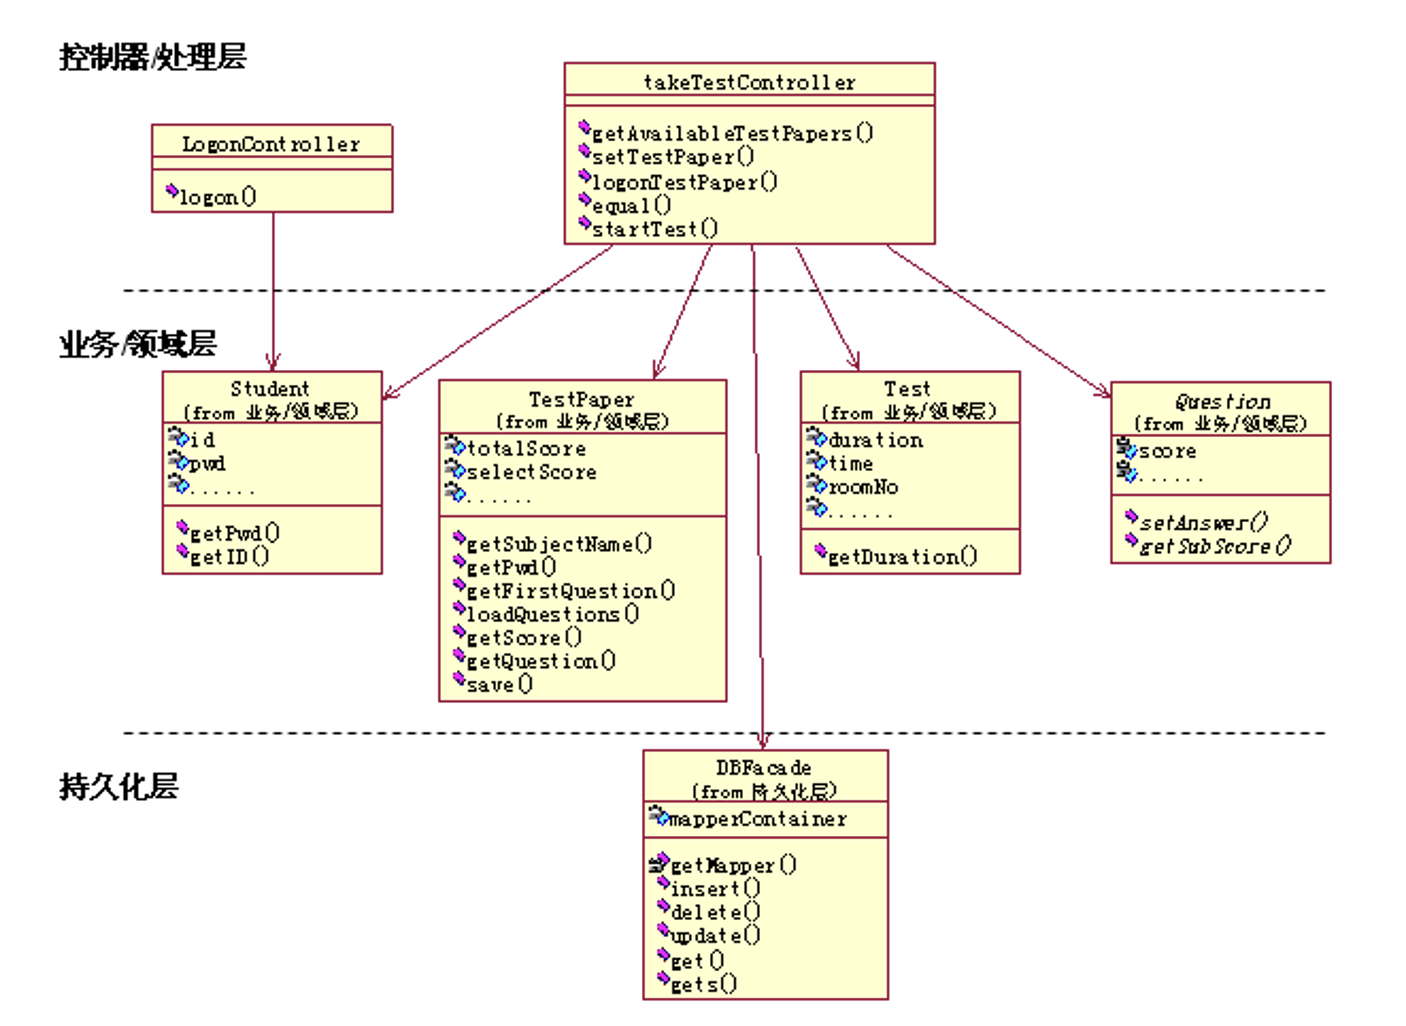 控制器/处理层
takeTestController
getAvailableTestPapers()
setTestPaper()
logonTestPaper()
equal()
startTest()
LogonController
logon()
业务/领域层
Student
(from 业务/领域层)
id
pwd
......
getPwd()
getID()
TestPaper
(from 业务/领域层)
totalScore
selectScore
......
getSubjectName()
getPwd()
getFirstQuestion()
loadQuestions()
getScore()
getQuestion()
save()
Test
(from 业务/领域层)
duration
time
roomNo
......
getDuration()
Question
(from 业务/领域层)
score
......
setAnswer()
getSubScore()
持久化层
DBFacade
(from 持久化层)
mapperContainer
getMapper()
insert()
delete()
update()
get()
gets()